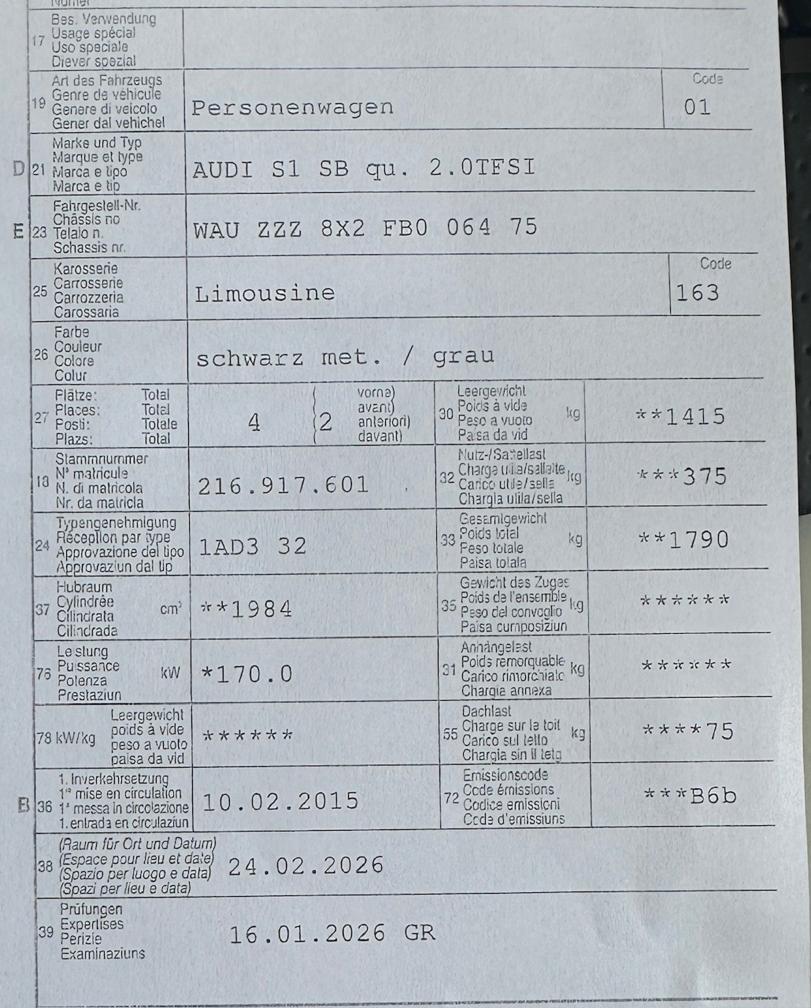 17 Bes. Verwendung
Usage spécial
Uso speciale
Diever spezial
19 Art des Fahrzeugs
Genre de véhicule
Genere di veicolo
Gener dal vehichel
Personenwagen
Code
01
D 21 Marke und Typ
Marque et type
Marca e tipo
Marca e tip
AUDI S1 SB qu. 2.0TFSI
E 23 Fahrgestell-Nr.
Châssis no
Telaio n.
Schassis nr.
WAU ZZZ 8X2 FB0 064 75
25 Karosserie
Carrosserie
Carrozzeria
Carossaria
Limousine
Code
163
26 Farbe
Couleur
Colore
Colur
schwarz met. / grau
27 Plätze: Total
Places: Total
Posti: Totale
Plazs: Total
4 ( 2 vorne)
avant)
anteriori)
davant)
30 Leergewicht
Poids à vide
Peso a vuoto
Paisa da vid
kg
**1415
18 Stammnummer
N° matricule
N. di matricola
Nr. da matricla
216.917.601
32 Nutz-/Sattellast
Charge utile/sellette
Carico utile/sella
Chargia utila/sella
kg
***375
24 Typengenehmigung
Réception par type
Approvazione del tipo
Approvaziun dal tip
1AD3 32
33 Gesamtgewicht
Poids total
Peso totale
Paisa totala
kg
**1790
37 Hubraum
Cylindrée
Cilindrata
Cilindrada
cm³
**1984
35 Gewicht des Zuges
Poids de l'ensemble
Peso del convoglio
Paisa cumposiziun
kg
******
76 Leistung
Puissance
Potenza
Prestaziun
kW
*170.0
31 Anhängelast
Poids remorquable
Carico rimorchiato
Chargia annexa
kg
******
78 kW/kg Leergewicht
poids à vide
peso a vuoto
paisa da vid
******
55 Dachlast
Charge sur le toit
Carico sul tetto
Chargia sin il tetg
kg
****75
B 36 1. Inverkehrsetzung
1re mise en circulation
1a messa in circolazione
1. entrada en circulaziun
10.02.2015
72 Emissionscode
Code émissions
Codice emissioni
Code d'emissiuns
***B6b
38 (Raum für Ort und Datum)
(Espace pour lieu et date)
(Spazio per luogo e data)
(Spazi per lieu e data)
24.02.2026
39 Prüfungen
Expertises
Perizie
Examinaziuns
16.01.2026 GR